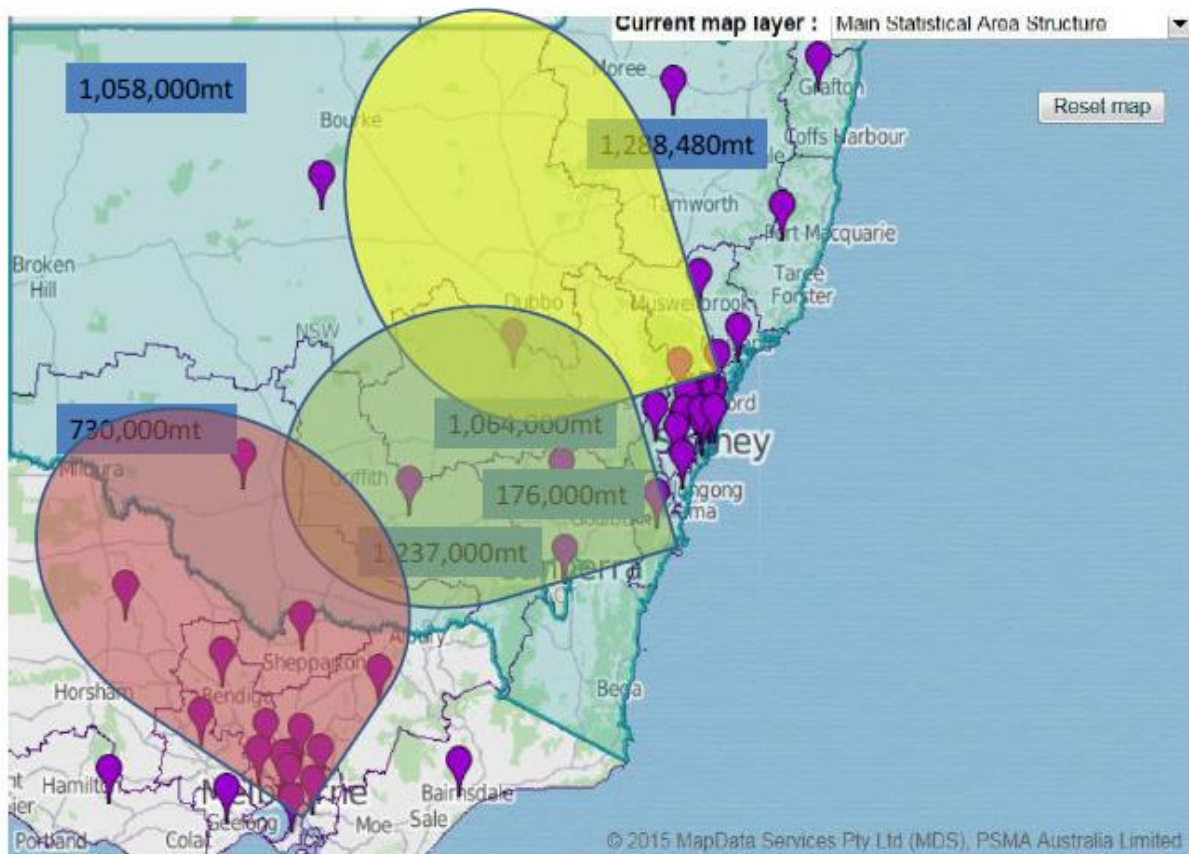 Current map layer : Main Statistical Area Structure
Moree
Grafton
1,058,000mt
Reset map
Bourke
1,288,480mt
Coffs Harbour
Tamworth
Port Macquarie
Broken
Hill
Taree
Forster
Dubbo
Muswellbrook
NSW
730,000mt
1,064,000mt
Sydney
Mildura
Griffith
176,000mt
Goulburn
1,237,000mt
Canberra
Albury
Shepparton
Horsham
Bendigo
Bega
Hamilton
Melbourne
Bairnsdale
Geelong
Moe
Sale
Portland
Colac
© 2015 MapData Services Pty Ltd (MDS), PSMA Australia Limited